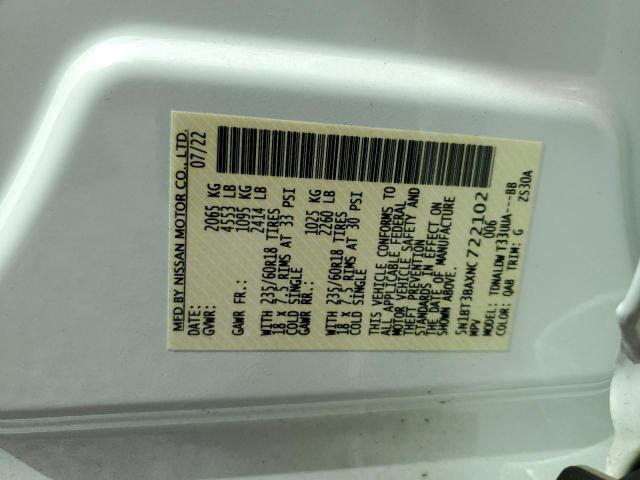 MFD BY NISSAN MOTOR CO., LTD.
DATE: 07/22
GVWR: 2065 KG
4553 LB
GAWR FR.: 1095 KG
2414 LB
WITH 235/60R18 TIRES
18 X 7.5 RIMS AT 33 PSI
COLD SINGLE
GAWR RR.: 1025 KG
2260 LB
WITH 235/60R18 TIRES
18 X 7.5 RIMS AT 30 PSI
COLD SINGLE
THIS VEHICLE CONFORMS TO
ALL APPLICABLE FEDERAL
MOTOR VEHICLE SAFETY AND
THEFT PREVENTION
STANDARDS IN EFFECT ON
THE DATE OF MANUFACTURE
SHOWN ABOVE.
5N1BT3BAXNC722102
MPV 006
MODEL: TDNALDWT33UUA---BB
COLOR: QAB TRIM: G ZS30A